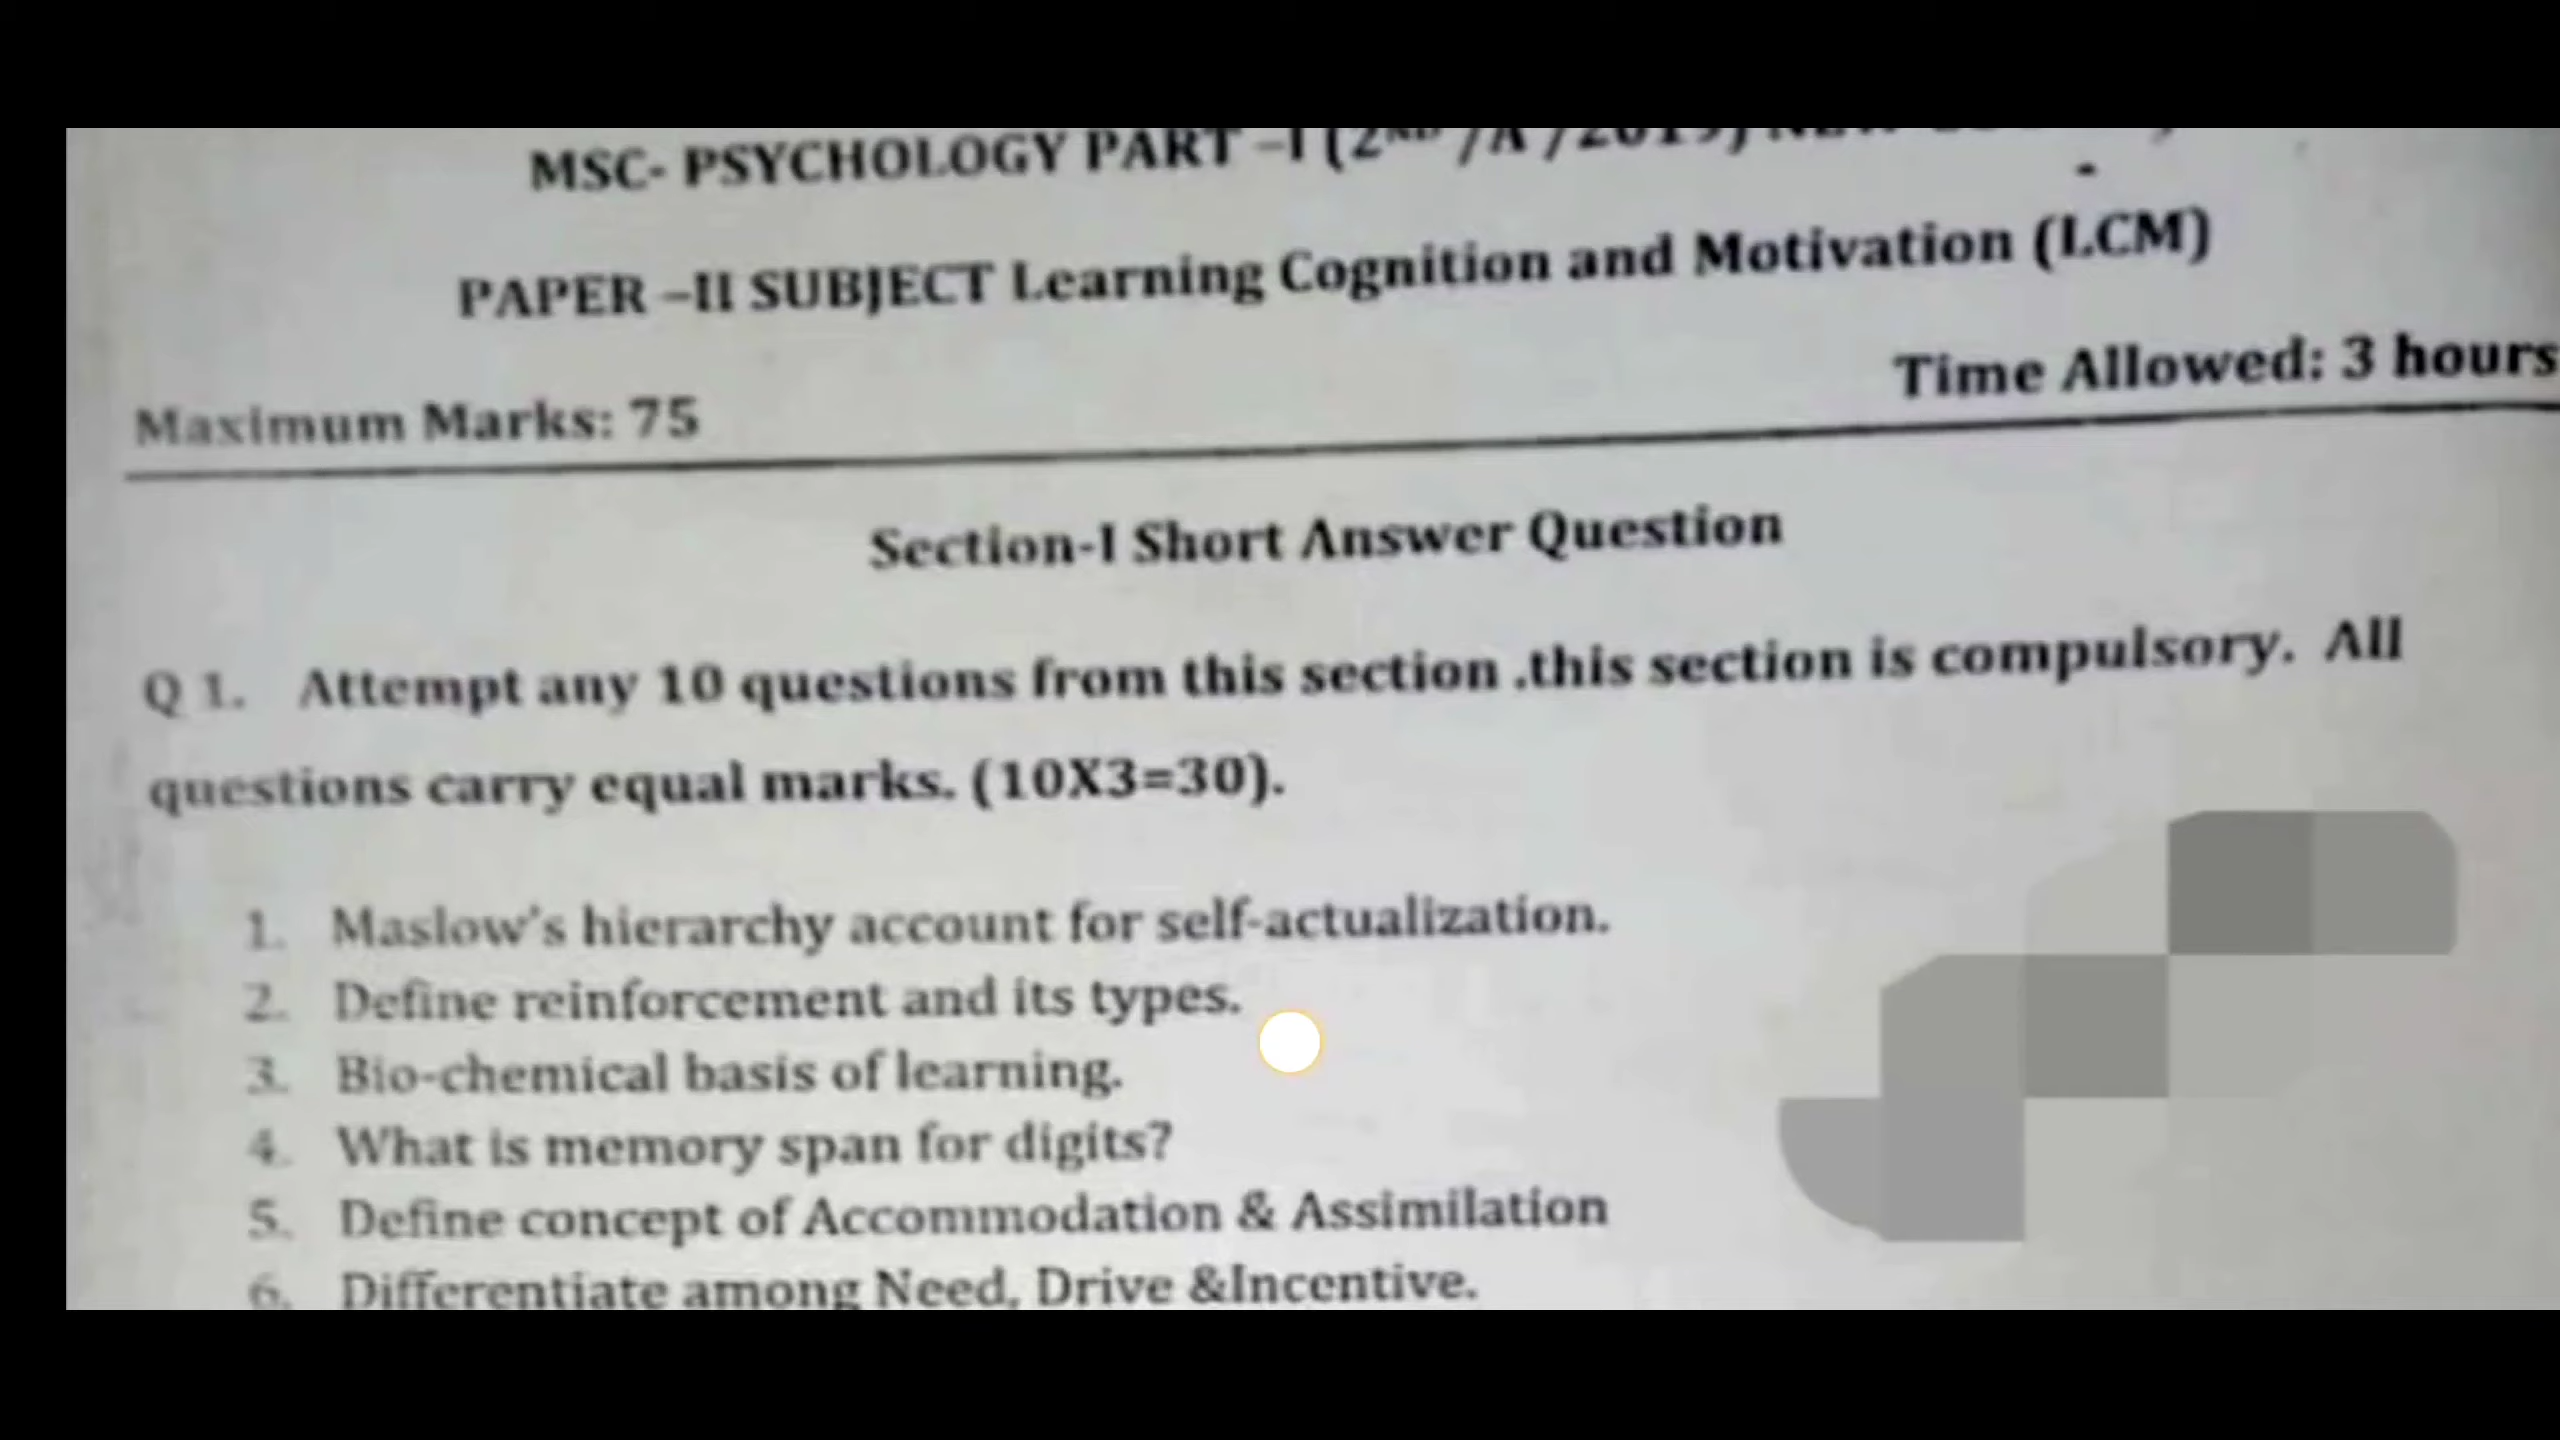 MSC- PSYCHOLOGY PART –I (2ND /A /2019) NEW
PAPER –II SUBJECT Learning Cognition and Motivation (LCM)
Time Allowed: 3 hours
Maximum Marks: 75
Section-I Short Answer Question
Q 1. Attempt any 10 questions from this section .this section is compulsory. All
questions carry equal marks. (10X3=30).
1. Maslow's hierarchy account for self-actualization.
2. Define reinforcement and its types.
3. Bio-chemical basis of learning.
4. What is memory span for digits?
5. Define concept of Accommodation & Assimilation
6. Differentiate among Need, Drive &Incentive.